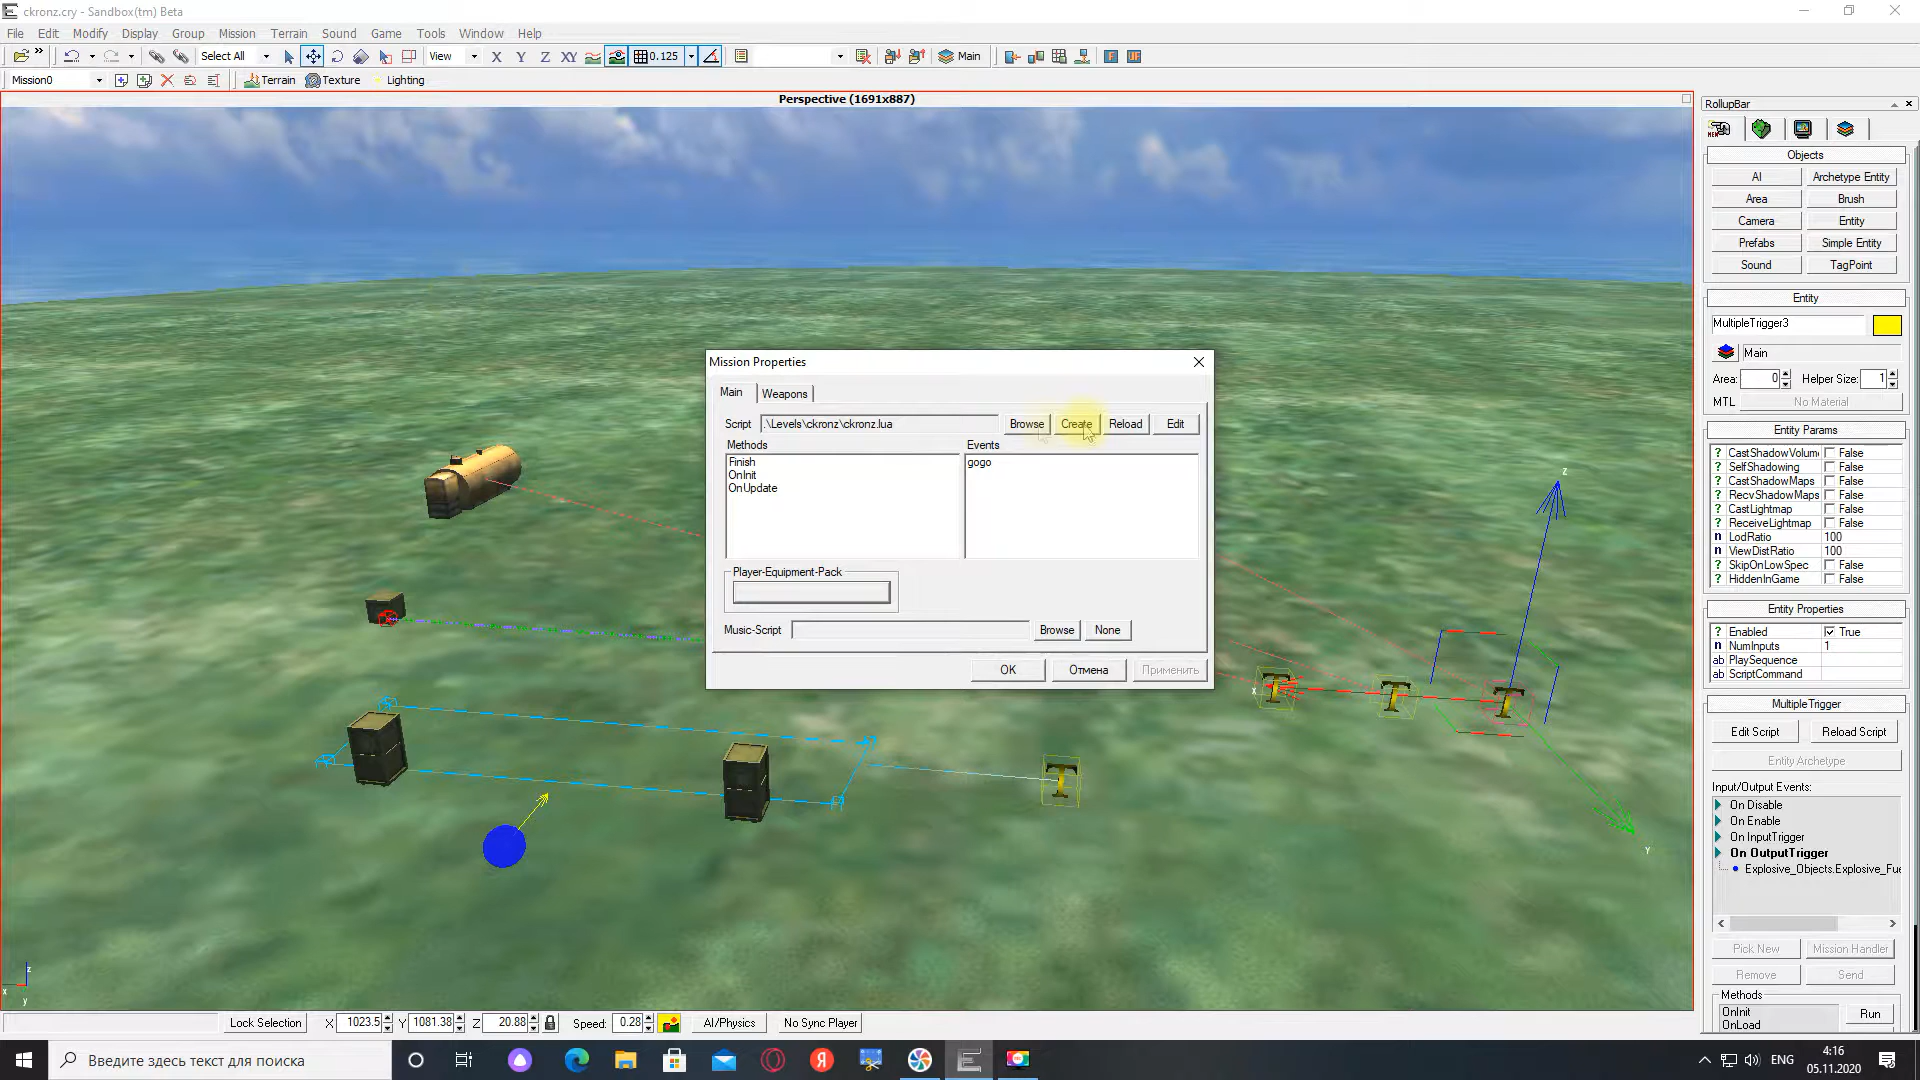 ckronz.cry - Sandbox(tm) Beta
File Edit Modify Display Group Mission Terrain Sound Game Tools Window Help
Select All View X Y Z XY 0.125 Main
Mission0 Terrain Texture Lighting
Perspective (1691x887)
RollupBar
Objects
AI Archetype Entity
Area Brush
Camera Entity
Prefabs Simple Entity
Sound TagPoint
Entity
MultipleTrigger3
Main
Area: 0 Helper Size: 1
MTL No Material
Entity Params
? CastShadowVolum False
? SelfShadowing False
? CastShadowMaps False
? RecvShadowMaps False
? CastLightmap False
? ReceiveLightmap False
n LodRatio 100
n ViewDistRatio 100
? SkipOnLowSpec False
? HiddenInGame False
Entity Properties
? Enabled True
n NumInputs 1
ab PlaySequence
ab ScriptCommand
MultipleTrigger
Edit Script Reload Script
Entity Archetype
Input/Output Events:
On Disable
On Enable
On InputTrigger
On OutputTrigger
Explosive_Objects.Explosive_Fue
Pick New Mission Handler
Remove Send
Methods
OnInit
OnLoad
Run
Mission Properties
Main Weapons
Script .\Levels\ckronz\ckronz.lua Browse Create Reload Edit
Methods Events
Finish
OnInit
OnUpdate
gogo
Player-Equipment-Pack
Music-Script Browse None
OK Отмена Применить
z
x
y
z
x
y
Lock Selection X 1023.5 Y 1081.38 Z 20.88 Speed: 0.28 AI/Physics No Sync Player
Введите здесь текст для поиска
ENG
4:16
05.11.2020